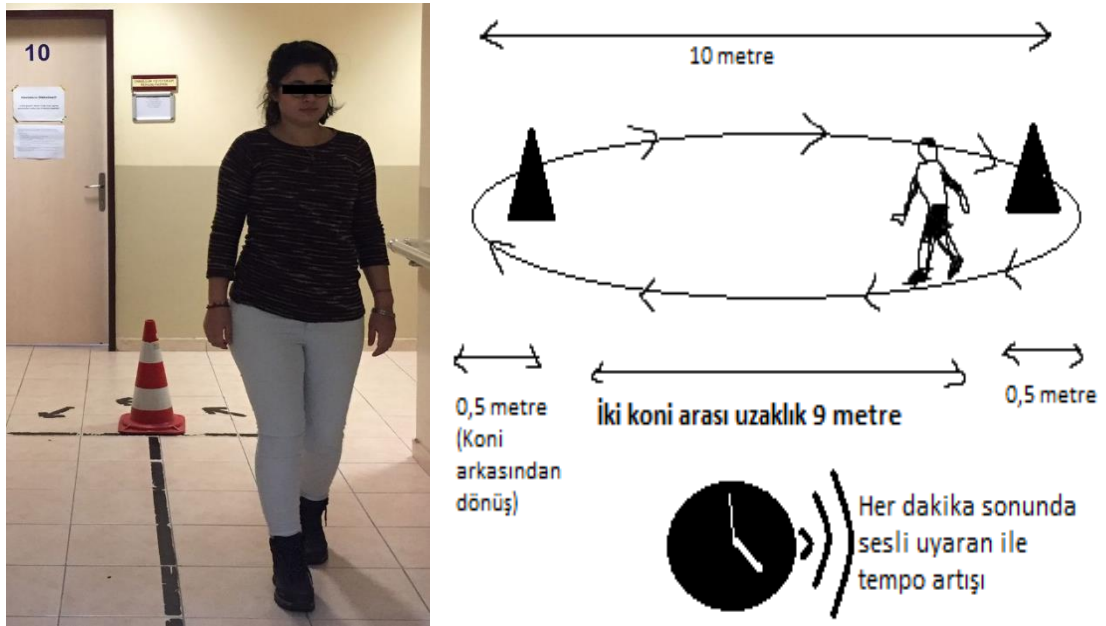 10
10 metre
0,5 metre
(Koni
arkasından
dönüş)
İki koni arası uzaklık 9 metre
0,5 metre
Her dakika sonunda
sesli uyaran ile
tempo artışı